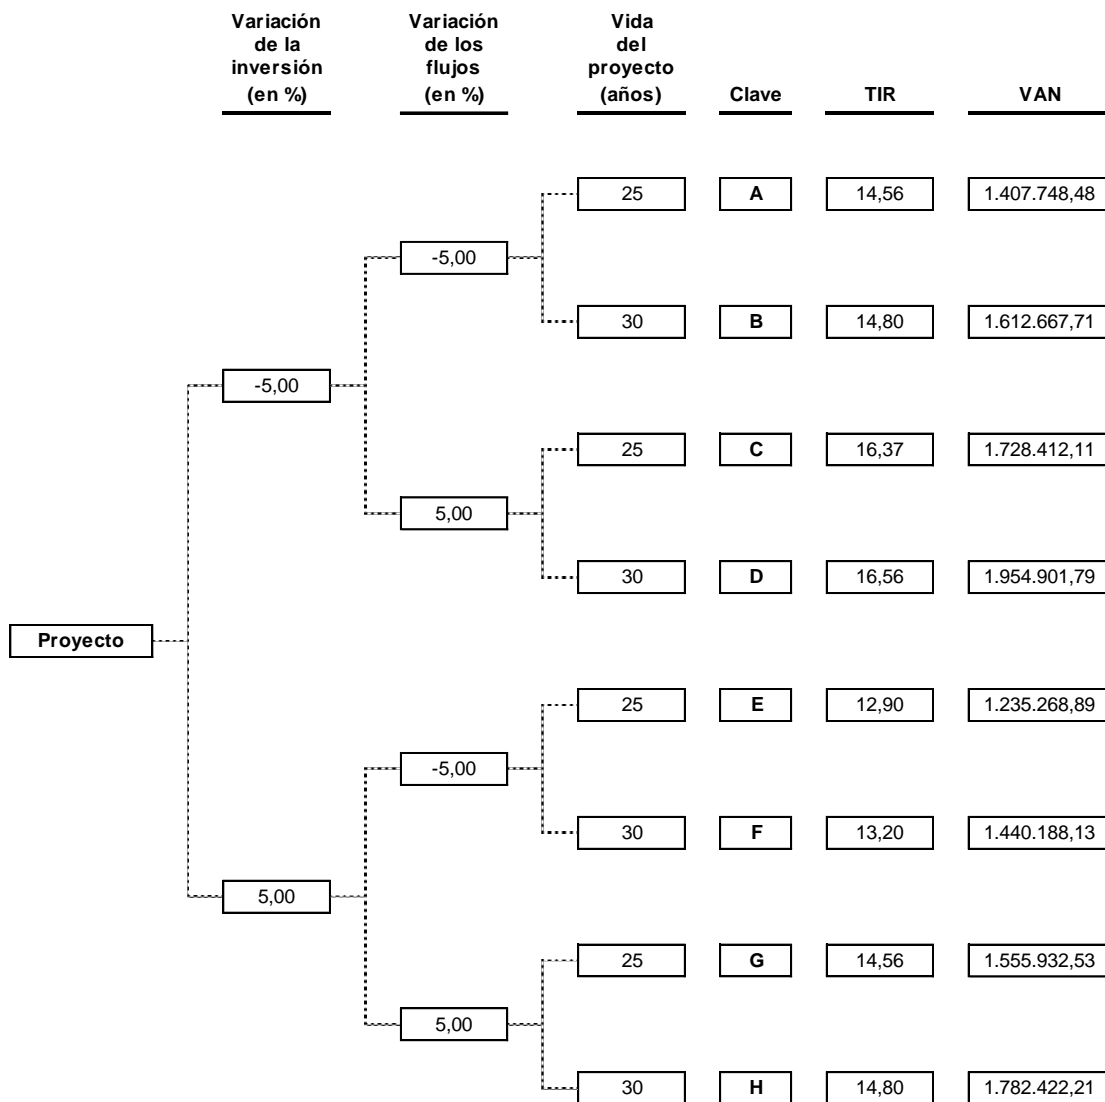 Variación de la inversión (en %)
Variación de los flujos (en %)
Vida del proyecto (años)
Clave
TIR
VAN
25 A 14,56 1.407.748,48
-5,00
30 B 14,80 1.612.667,71
-5,00
25 C 16,37 1.728.412,11
5,00
30 D 16,56 1.954.901,79
Proyecto
25 E 12,90 1.235.268,89
-5,00
30 F 13,20 1.440.188,13
5,00
25 G 14,56 1.555.932,53
5,00
30 H 14,80 1.782.422,21